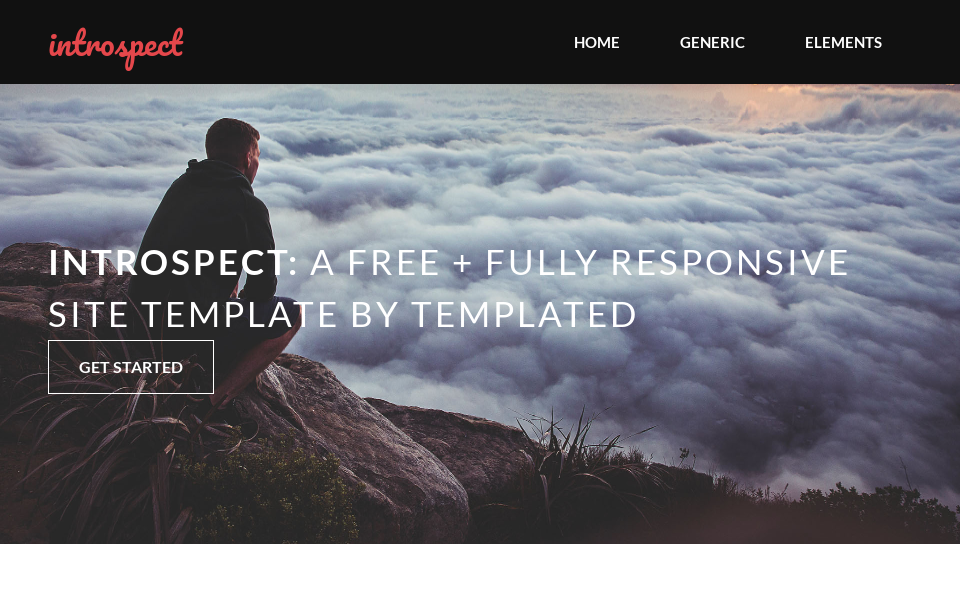 introspect
HOME GENERIC ELEMENTS
INTROSPECT: A FREE + FULLY RESPONSIVE
SITE TEMPLATE BY TEMPLATED
GET STARTED